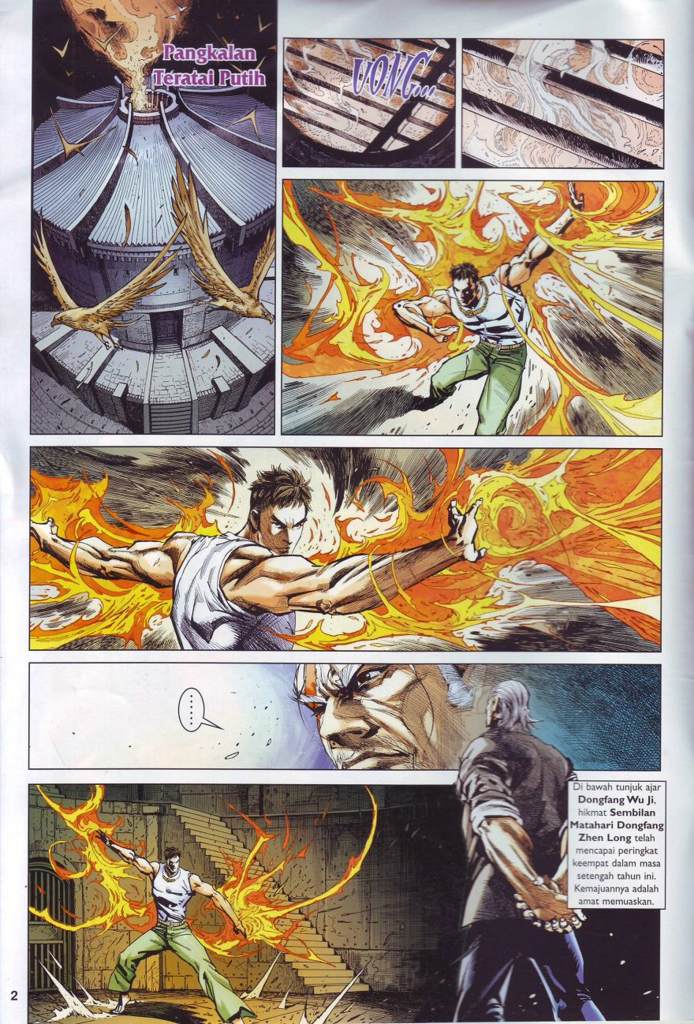 Pangkalan
Teratai Putih
VOM...
......
Di bawah tunjuk ajar
Dongfang Wu Ji,
hikmat Sembilan
Matahari Dongfang
Zhen Long telah
mencapai peringkat
keempat dalam masa
setengah tahun ini.
Kemajuannya adalah
amat memuaskan.
2